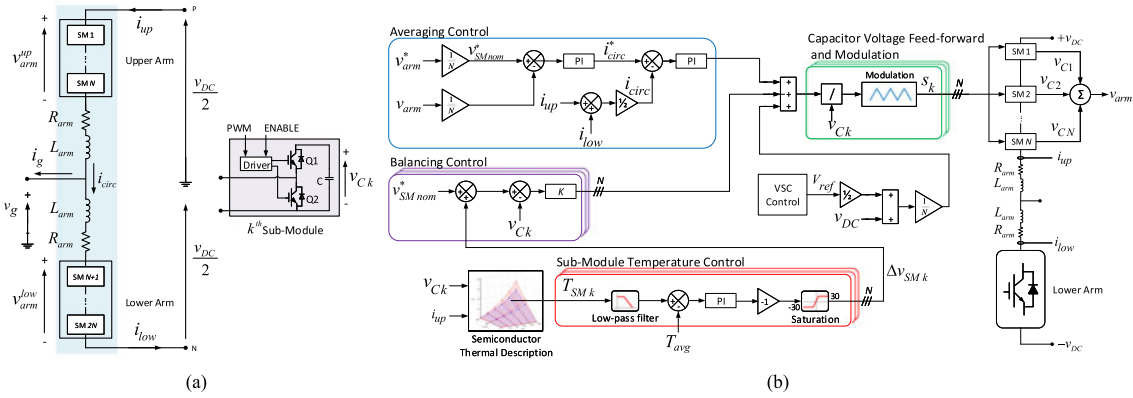 P
+
SM 1
i_up
v_arm^up
Upper Arm
SM N
-
v_DC
2
R_arm
L_arm
i_g
i_circ
+
v_g
-
L_arm
R_arm
PWM
ENABLE
Driver
Q1
Q2
C
+
v_Ck
-
k^th Sub-Module
v_DC
2
+
SM N+1
v_arm^low
Lower Arm
SM 2N
-
i_low
N
(a)
Averaging Control
v*_arm
1/N
v*_SM nom
+
-
PI
i*_circ
+
-
PI
v_arm
1/N
i_up
+
+
½
i_circ
i_low
Balancing Control
v*_SM nom
+
+
+
-
K
N
v_Ck
Sub-Module Temperature Control
v_Ck
i_up
Semiconductor
Thermal Description
T_SM k
Low-pass filter
+
-
T_avg
PI
-1
-30
30
Saturation
N
Δv_SM k
+
+
+
Capacitor Voltage Feed-forward
and Modulation
/
v_Ck
Modulation
s_k
N
VSC
Control
V_ref
½
v_DC
+
+
1/N
+v_DC
SM 1
v_C1
SM 2
v_C2
Σ
v_arm
SM N
v_CN
i_up
R_arm
L_arm
L_arm
R_arm
i_low
Lower Arm
−v_DC
(b)